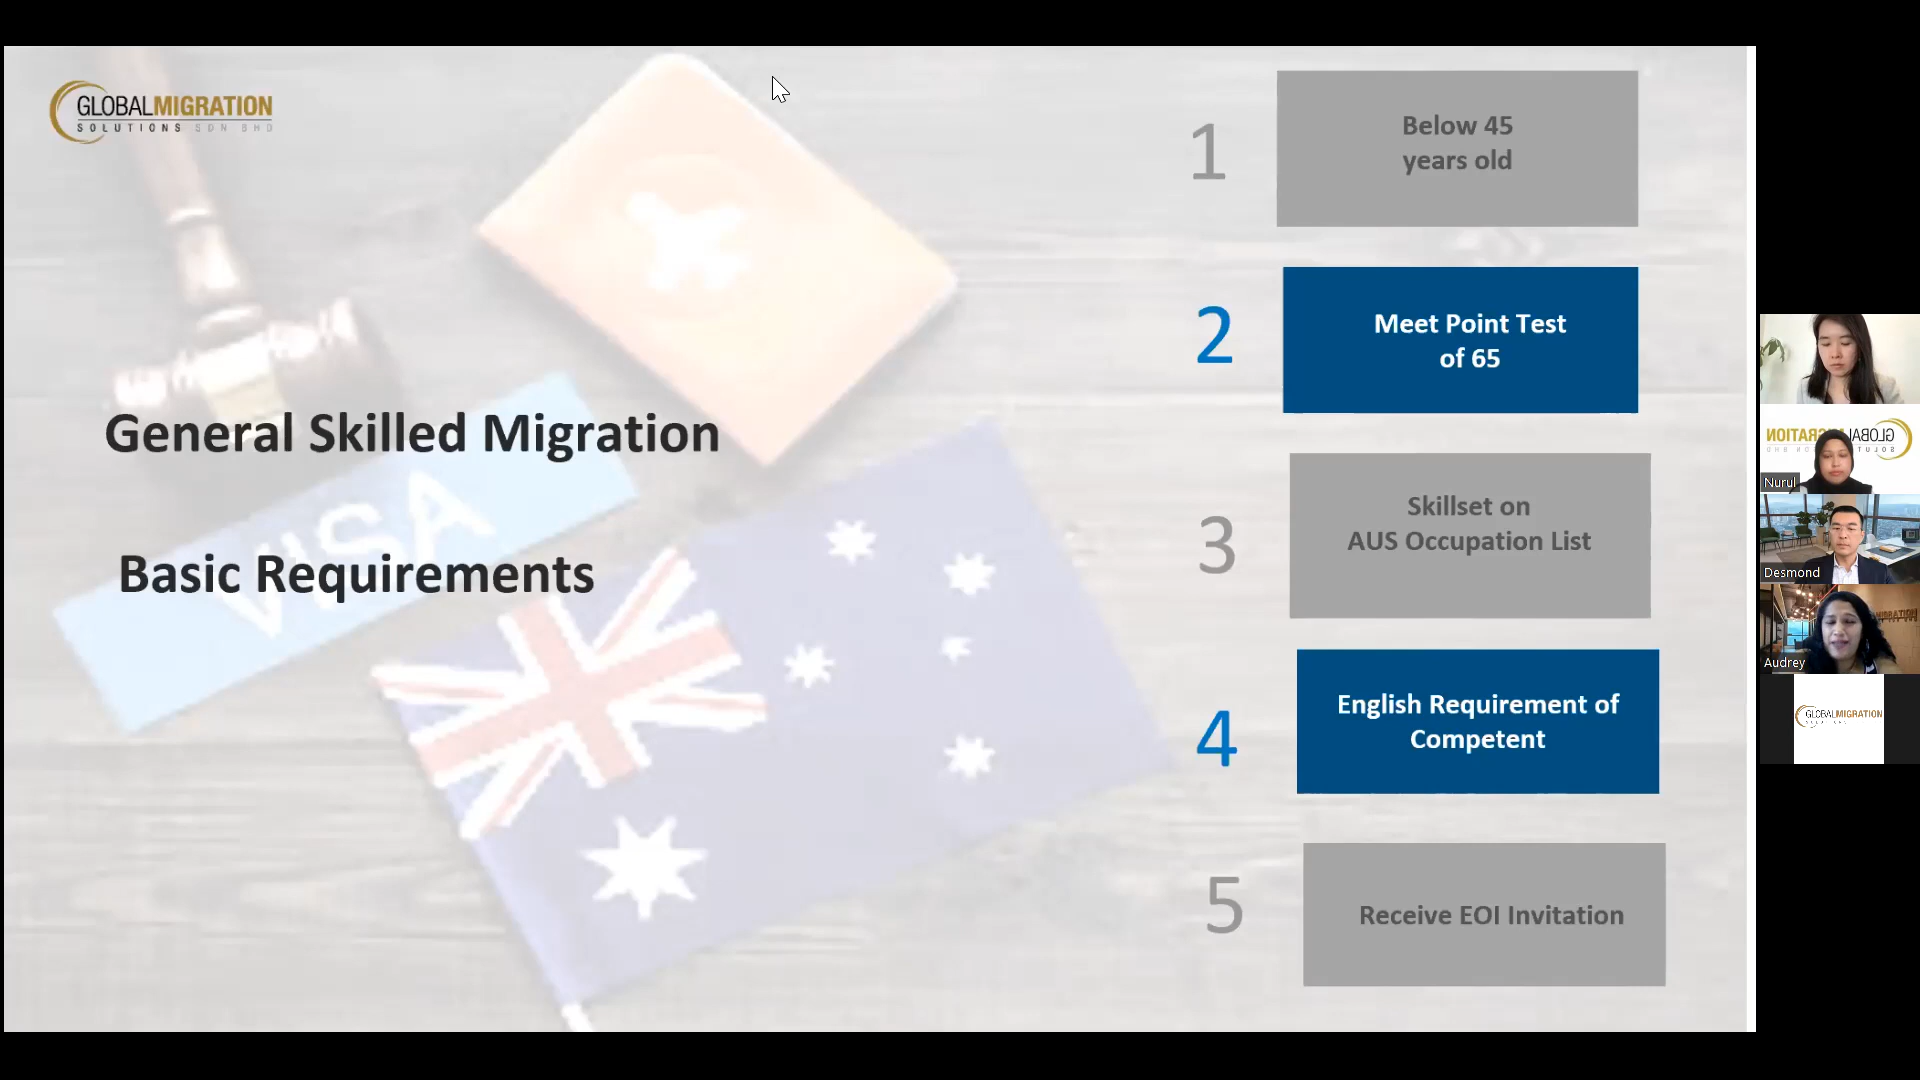 GLOBALMIGRATION
SOLUTIONS SDN BHD
General Skilled Migration
Basic Requirements
VISA
1
Below 45
years old
2
Meet Point Test
of 65
3
Skillset on
AUS Occupation List
4
English Requirement of
Competent
5
Receive EOI Invitation
Nurul
Desmond
Audrey
GLOBALMIGRATION